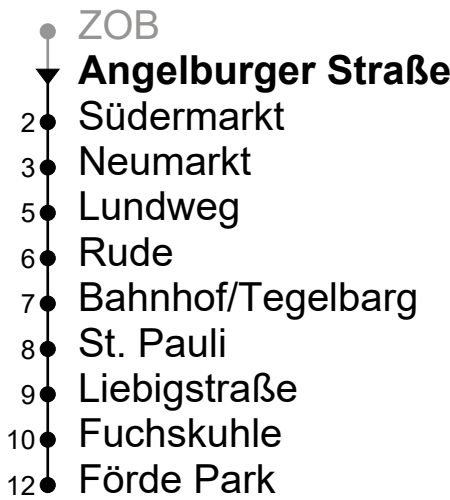 ZOB
Angelburger Straße
2 Südermarkt
3 Neumarkt
5 Lundweg
6 Rude
7 Bahnhof/Tegelbarg
8 St. Pauli
9 Liebigstraße
10 Fuchskuhle
12 Förde Park